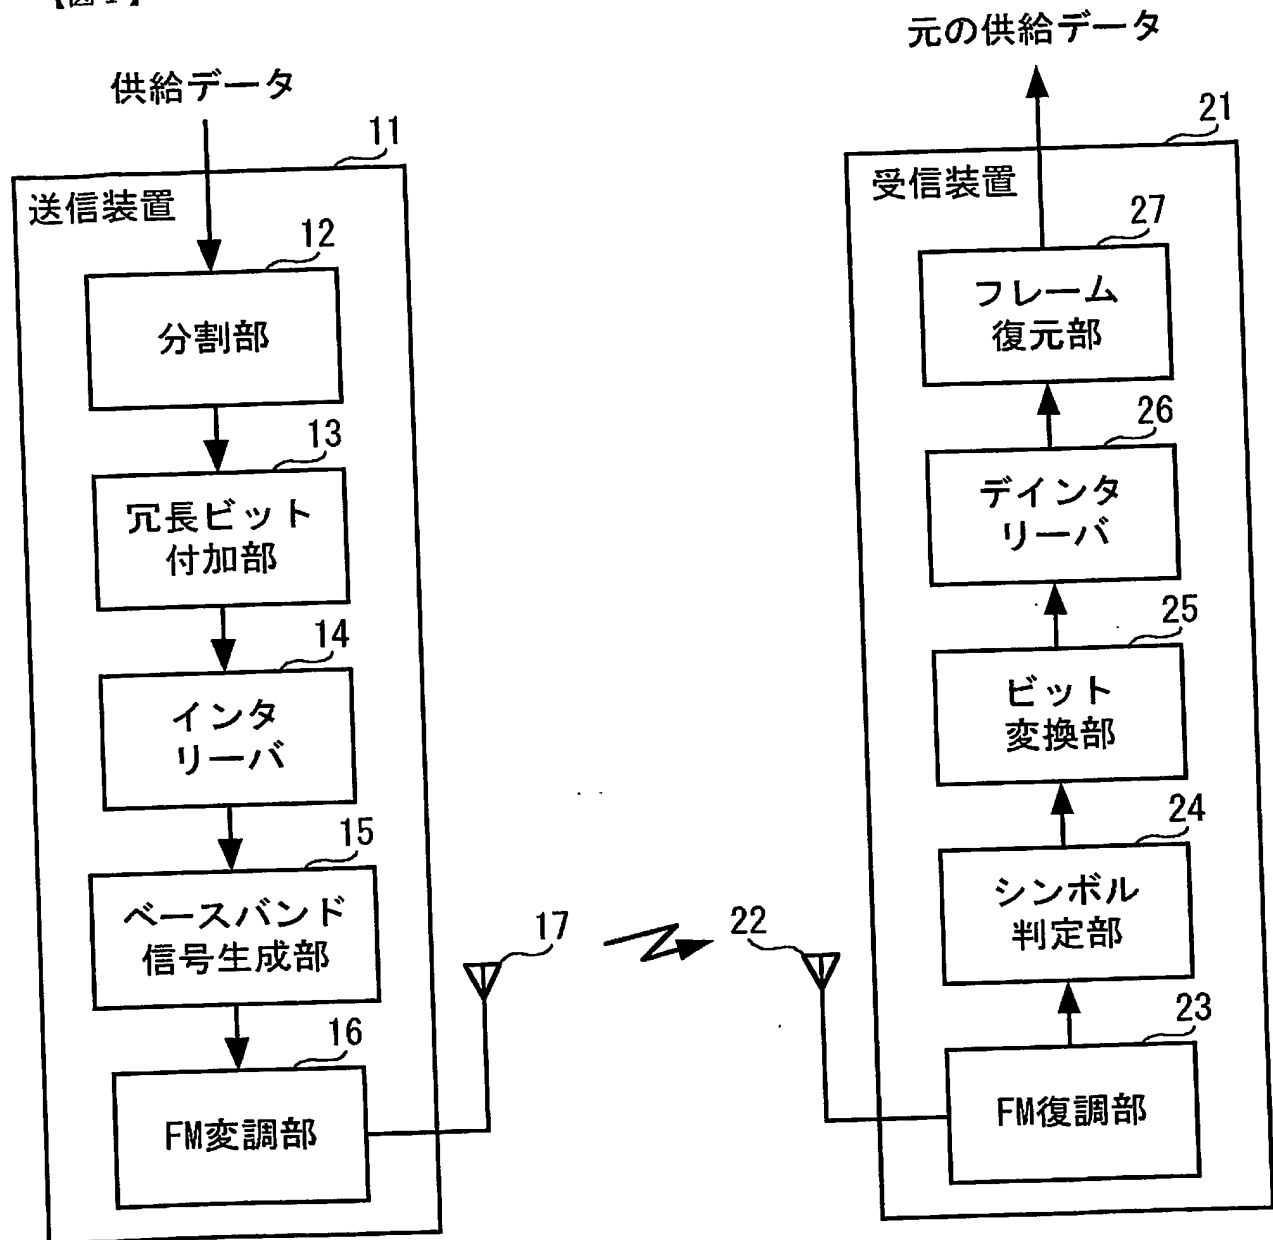 【図1】
供給データ
11
送信装置
12
分割部
13
冗長ビット
付加部
14
インタ
リーバ
15
ベースバンド
信号生成部
16
FM変調部
17
元の供給データ
21
受信装置
27
フレーム
復元部
26
デインタ
リーバ
25
ビット
変換部
24
シンボル
判定部
22
23
FM復調部